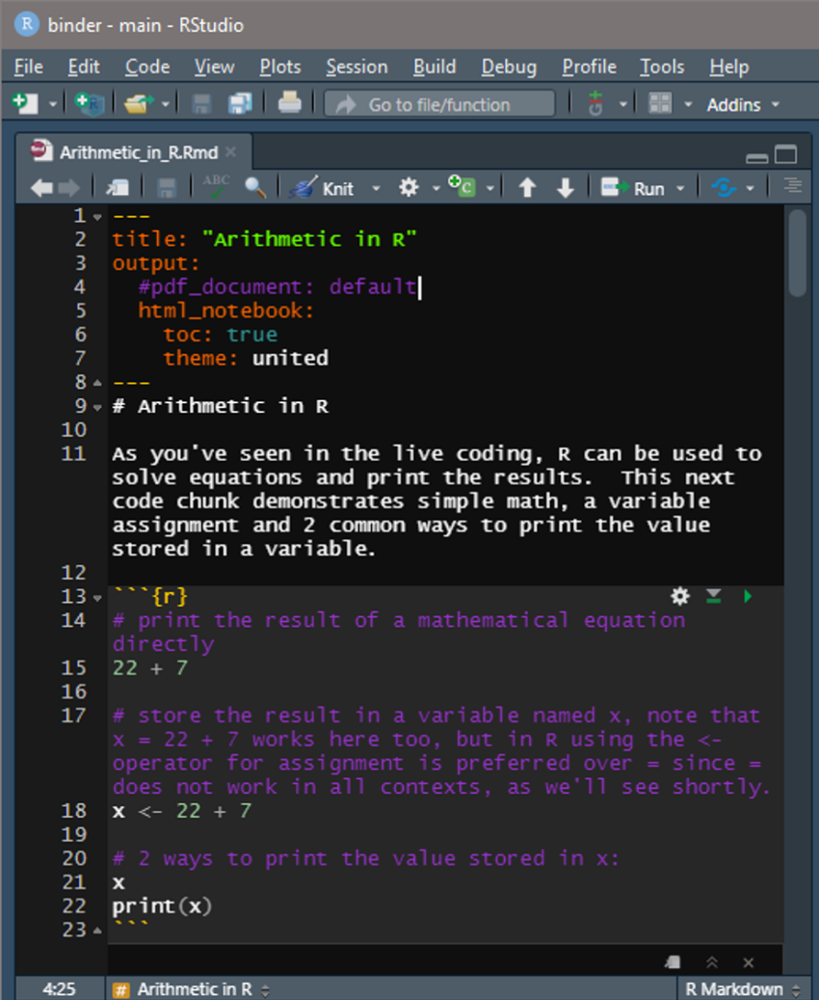 R binder - main - RStudio
File Edit Code View Plots Session Build Debug Profile Tools Help
Go to file/function Addins
Arithmetic_in_R.Rmd
ABC Knit Run
1 ---
2 title: "Arithmetic in R"
3 output:
4 #pdf_document: default
5 html_notebook:
6 toc: true
7 theme: united
8 ---
9 # Arithmetic in R
10
11 As you've seen in the live coding, R can be used to
solve equations and print the results.  This next
code chunk demonstrates simple math, a variable
assignment and 2 common ways to print the value
stored in a variable.
12
13 ```{r}
14 # print the result of a mathematical equation
directly
15 22 + 7
16
17 # store the result in a variable named x, note that
x = 22 + 7 works here too, but in R using the <-
operator for assignment is preferred over = since =
does not work in all contexts, as we'll see shortly.
18 x <- 22 + 7
19
20 # 2 ways to print the value stored in x:
21 x
22 print(x)
23 ```
4:25 # Arithmetic in R R Markdown